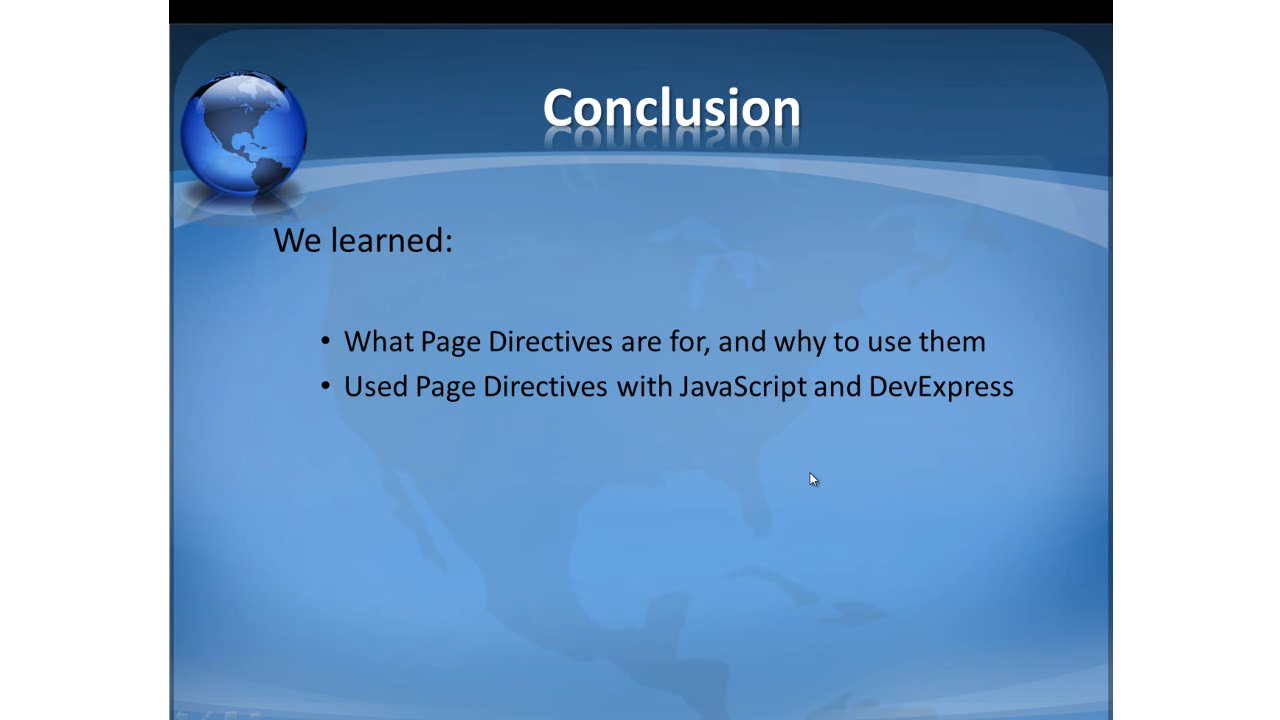 Conclusion
We learned:
• What Page Directives are for, and why to use them
• Used Page Directives with JavaScript and DevExpress